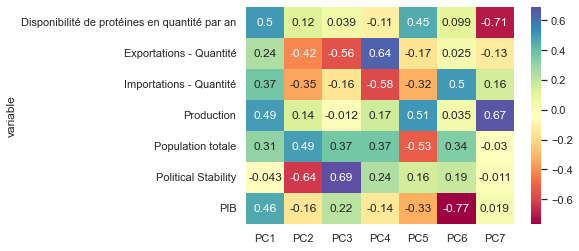 Disponibilité de protéines en quantité par an 0.5 0.12 0.039 -0.11 0.45 0.099 -0.71
Exportations - Quantité 0.24 -0.42 -0.56 0.64 -0.17 0.025 -0.13
Importations - Quantité 0.37 -0.35 -0.16 -0.58 -0.32 0.5 0.16
Production 0.49 0.14 -0.012 0.17 0.51 0.035 0.67
Population totale 0.31 0.49 0.37 0.37 -0.53 0.34 -0.03
Political Stability -0.043 -0.64 0.69 0.24 0.16 0.19 -0.011
PIB 0.46 -0.16 0.22 -0.14 -0.33 -0.77 0.019
PC1 PC2 PC3 PC4 PC5 PC6 PC7
variable
0.6
0.4
0.2
0.0
−0.2
−0.4
−0.6